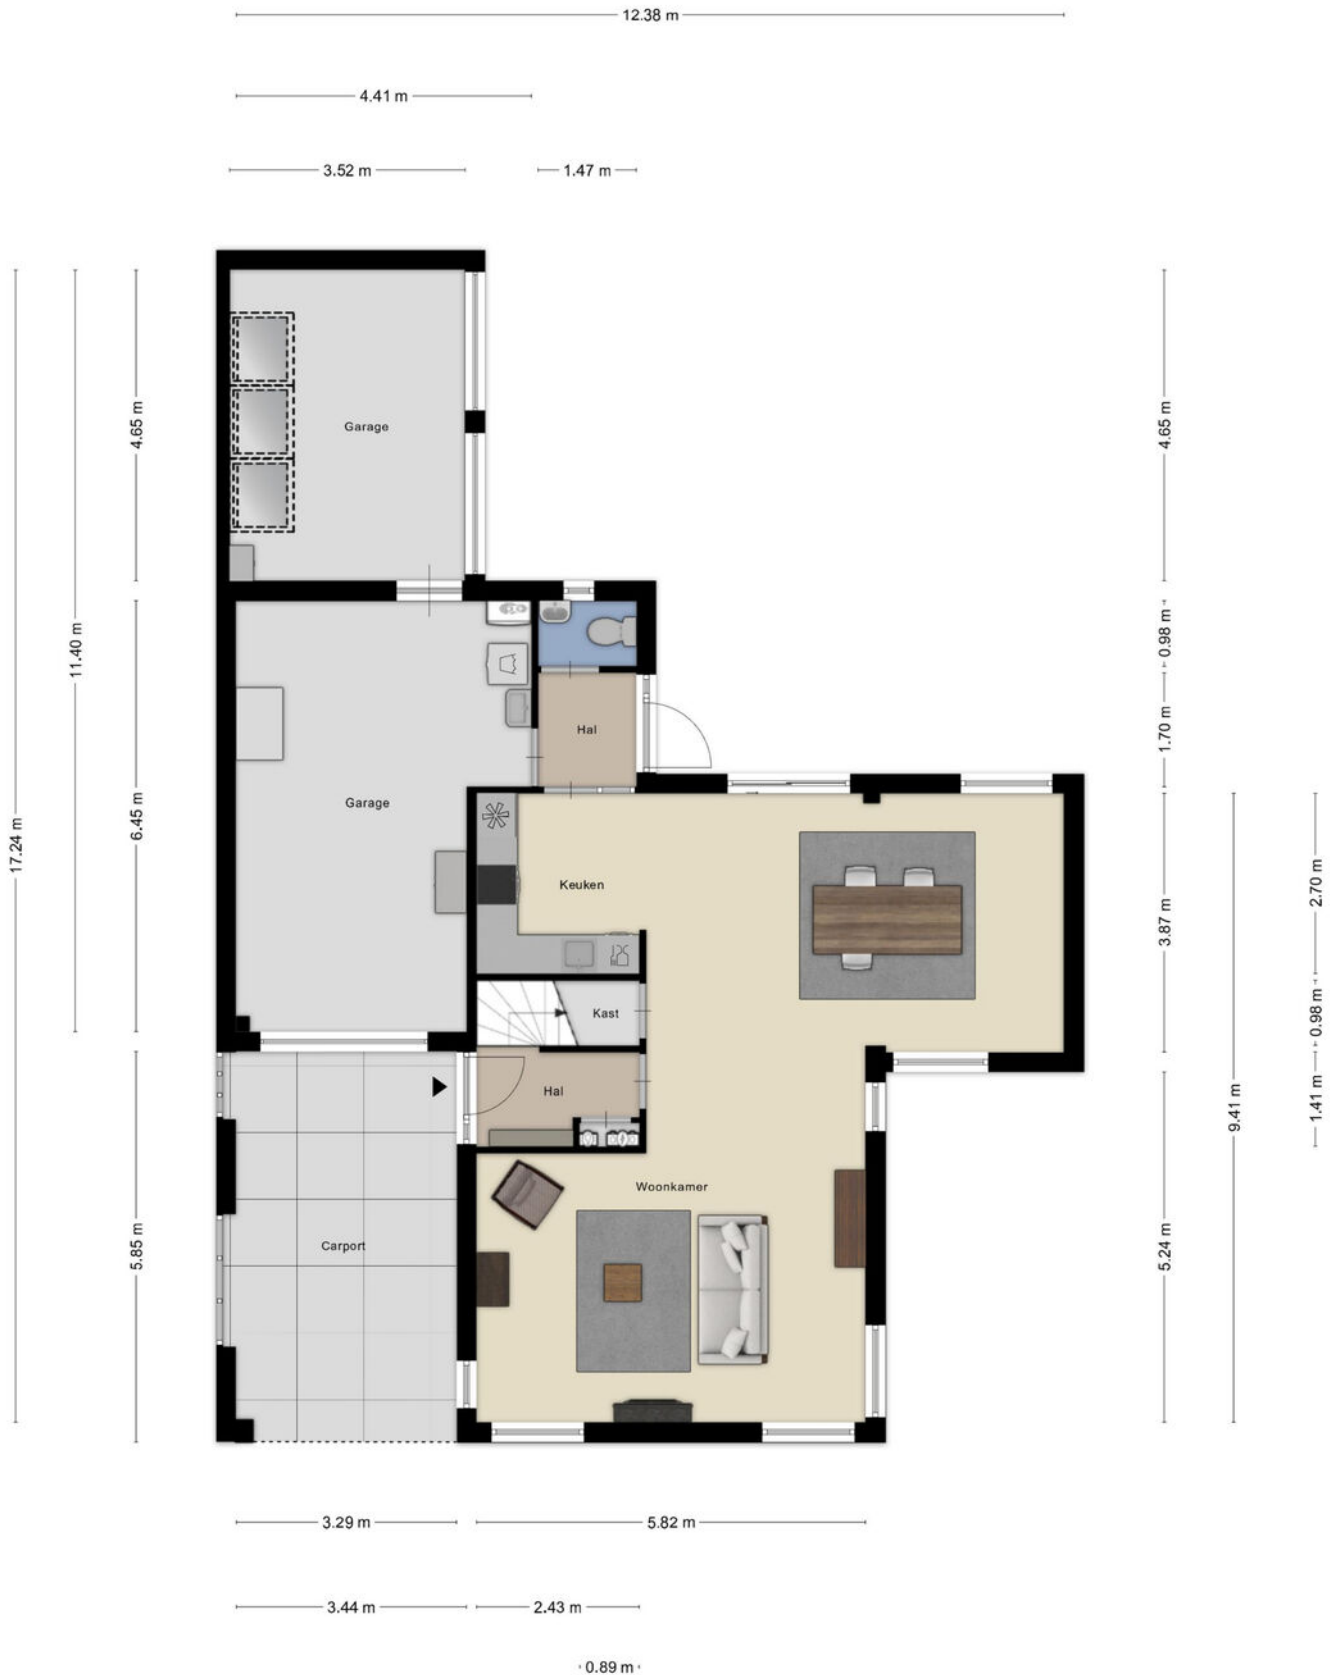 12.38 m
4.41 m
3.52 m
1.47 m
4.65 m
4.65 m
Garage
11.40 m
0.98 m
1.70 m
Hal
Garage
6.45 m
17.24 m
Keuken
3.87 m
2.70 m
Kast
0.98 m
Hal
1.41 m
9.41 m
Woonkamer
Carport
5.85 m
5.24 m
3.29 m
5.82 m
3.44 m
2.43 m
0.89 m